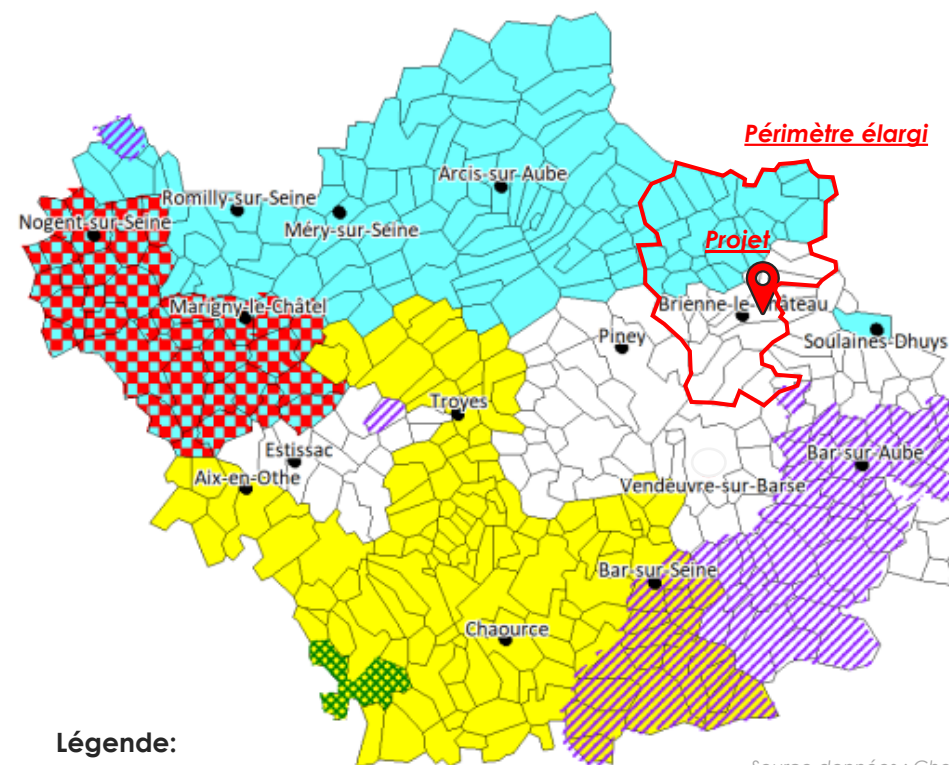 Périmètre élargi
Arcis-sur-Aube
Romilly-sur-Seine
Nogent-sur-Seine
Méry-sur-Seine
Projet
Marigny-le-Châtel
Brienne-le-Château
Piney
Soulaines-Dhuys
Troyes
Estissac
Bar-sur-Aube
Aix-en-Othe
Vendeuvre-sur-Barse
Bar-sur-Seine
Chaource
Légende: